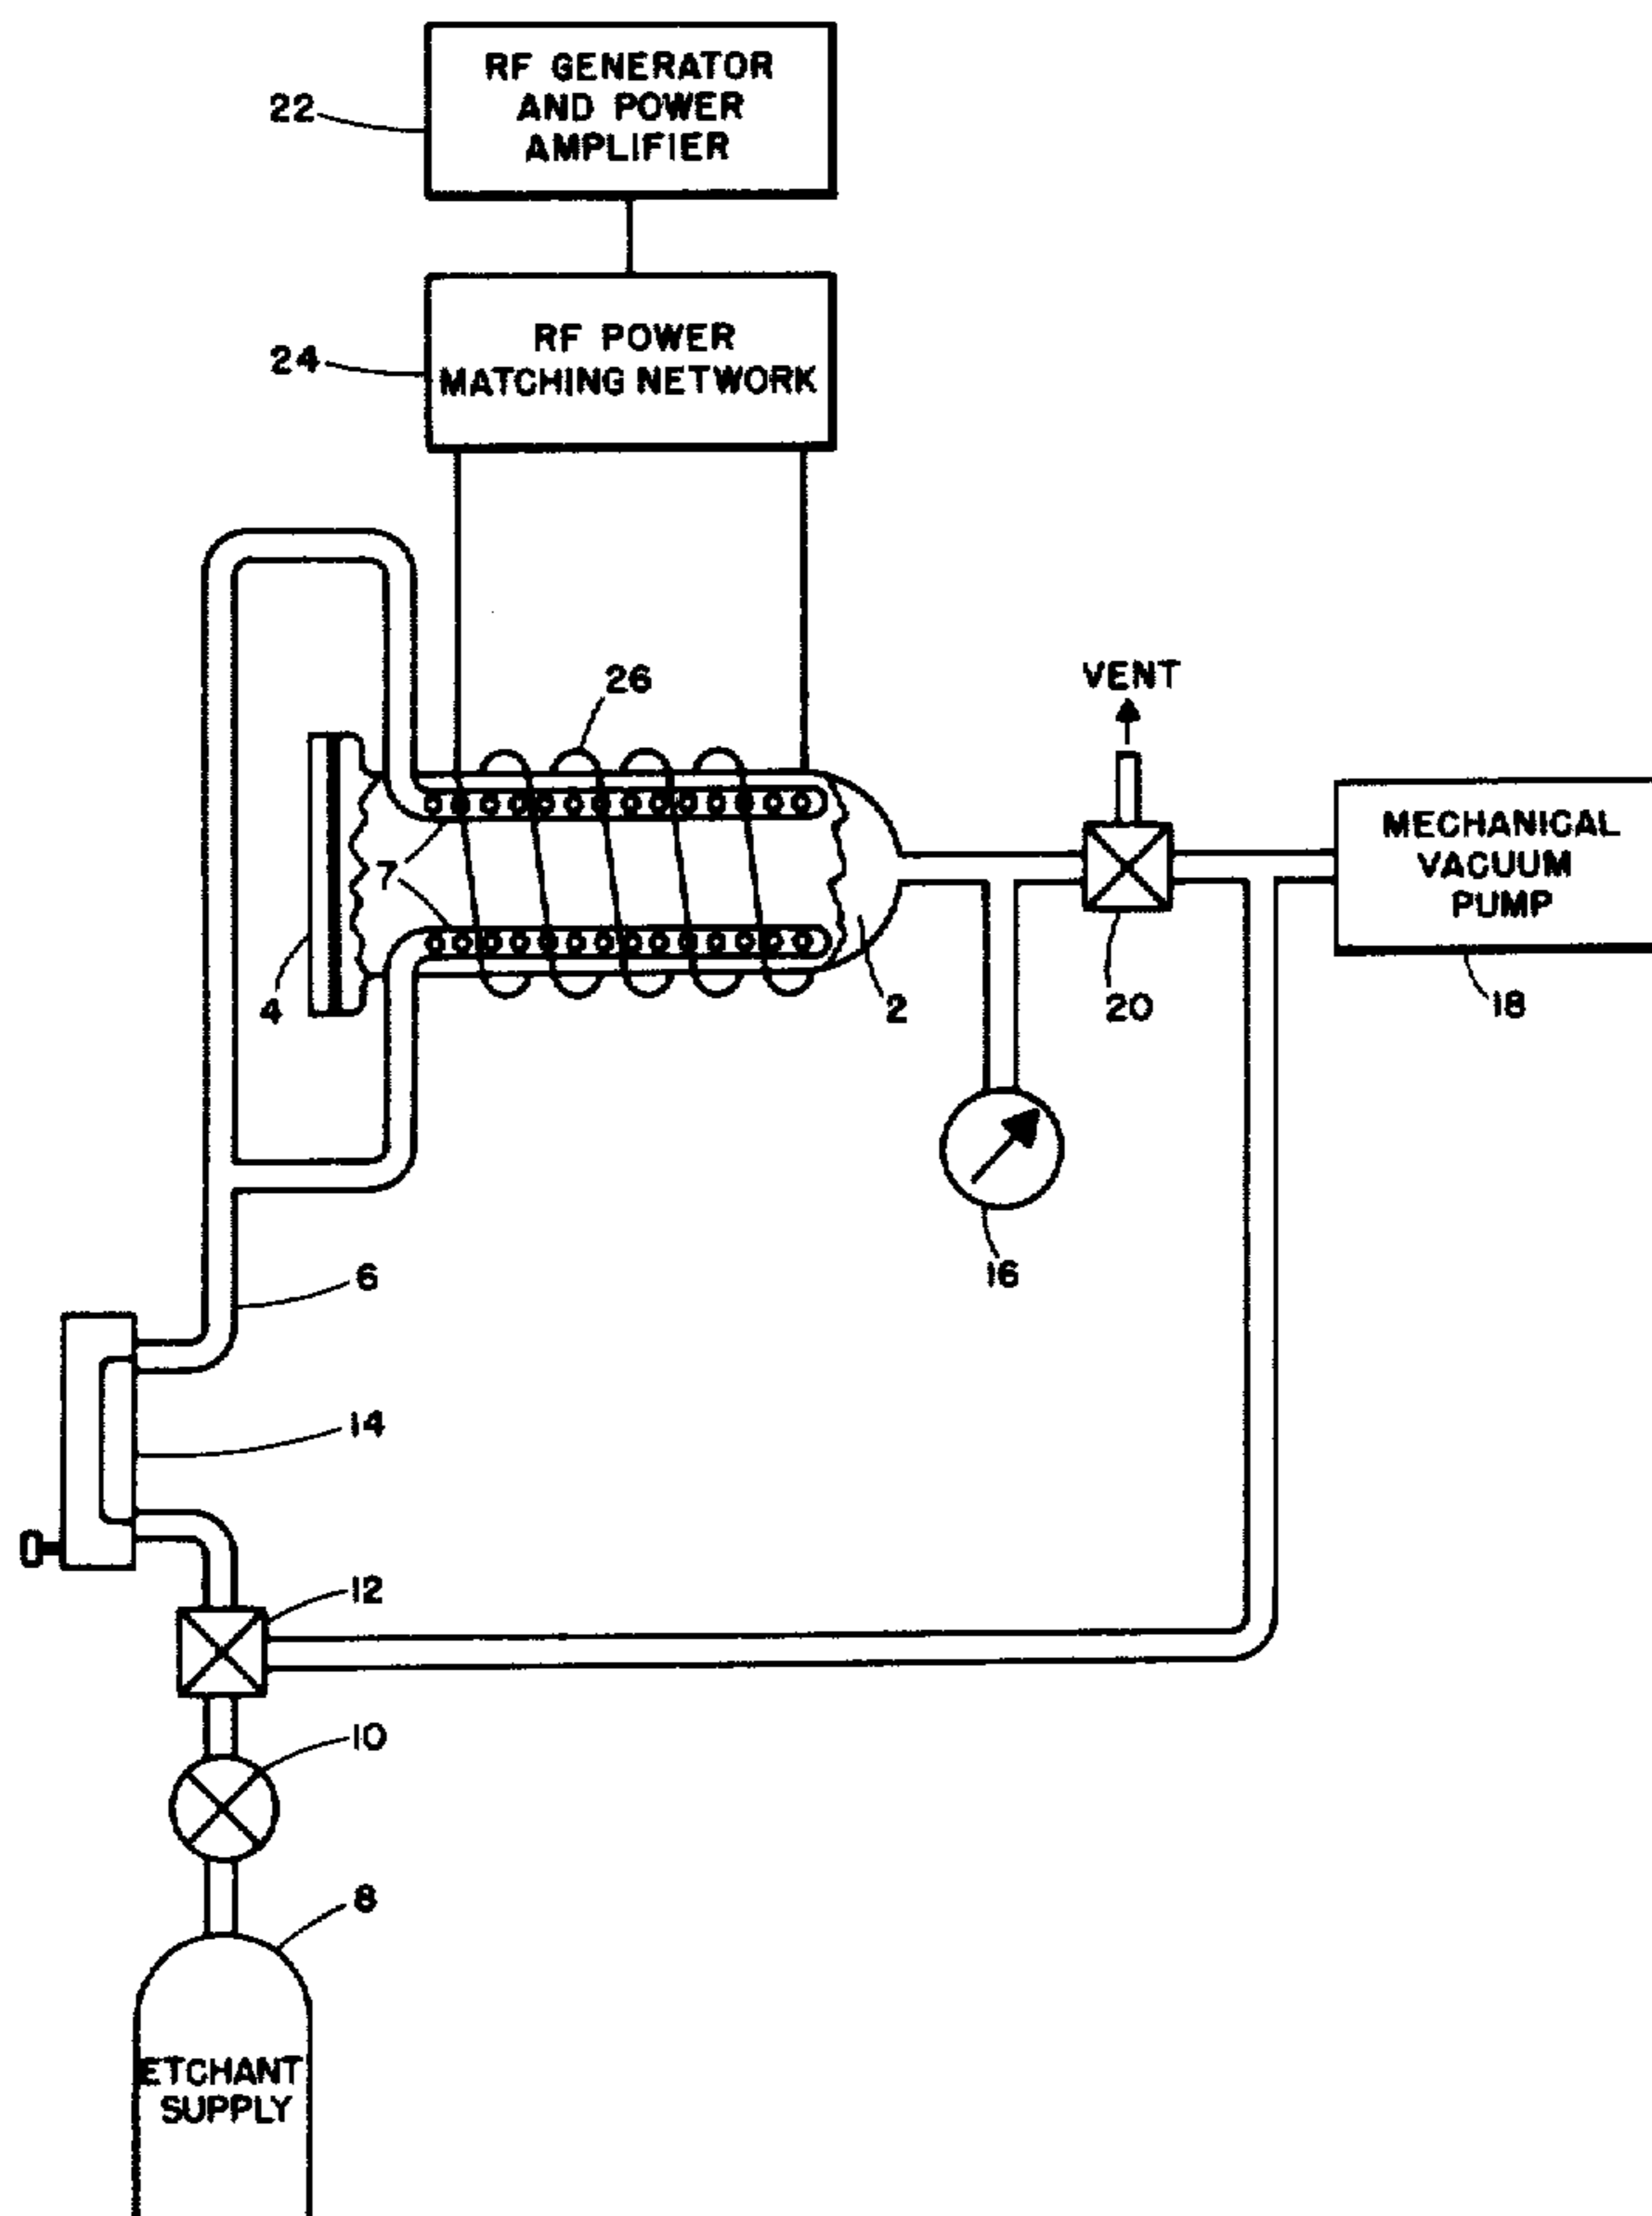 RF GENERATOR
AND POWER
AMPLIFIER
22
RF POWER
MATCHING NETWORK
24
26
VENT
MECHANICAL
VACUUM
PUMP
7
4
2
20
18
16
6
14
12
10
8
ETCHANT
SUPPLY